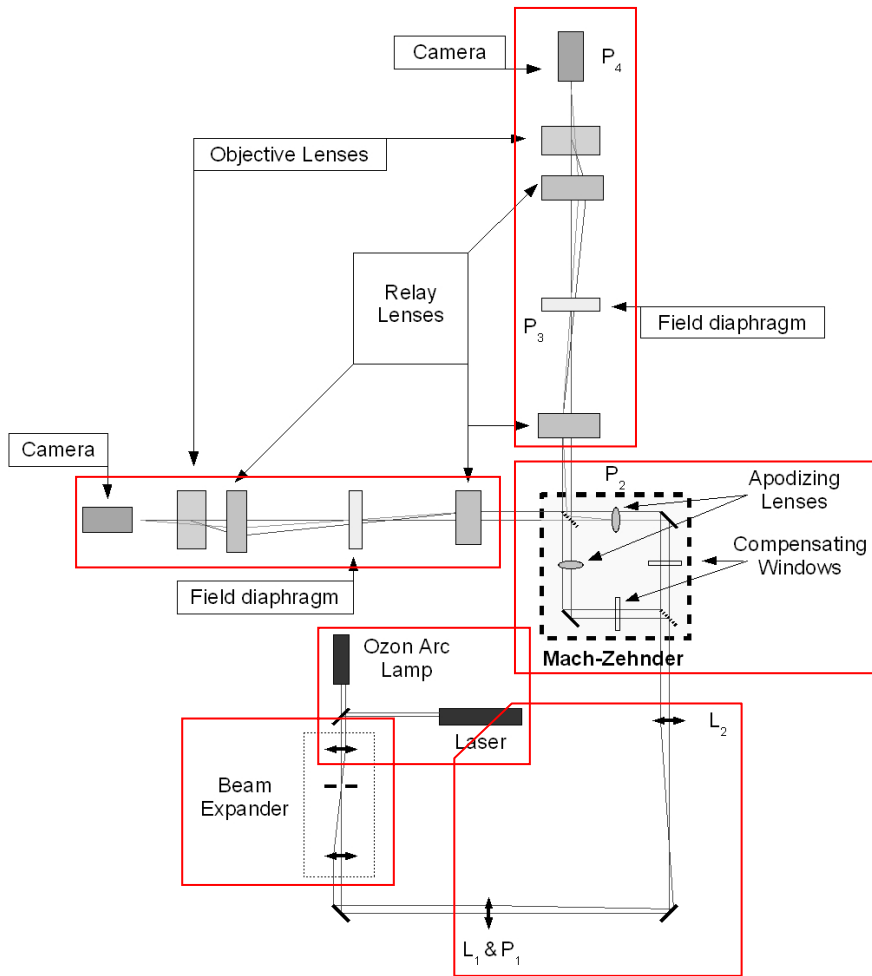 Camera
P4
Objective Lenses
Relay
Lenses
P3
Field diaphragm
Camera
P2
Apodizing
Lenses
Compensating
Windows
Field diaphragm
Mach-Zehnder
Ozon Arc
Lamp
Laser
L2
Beam
Expander
L1 & P1